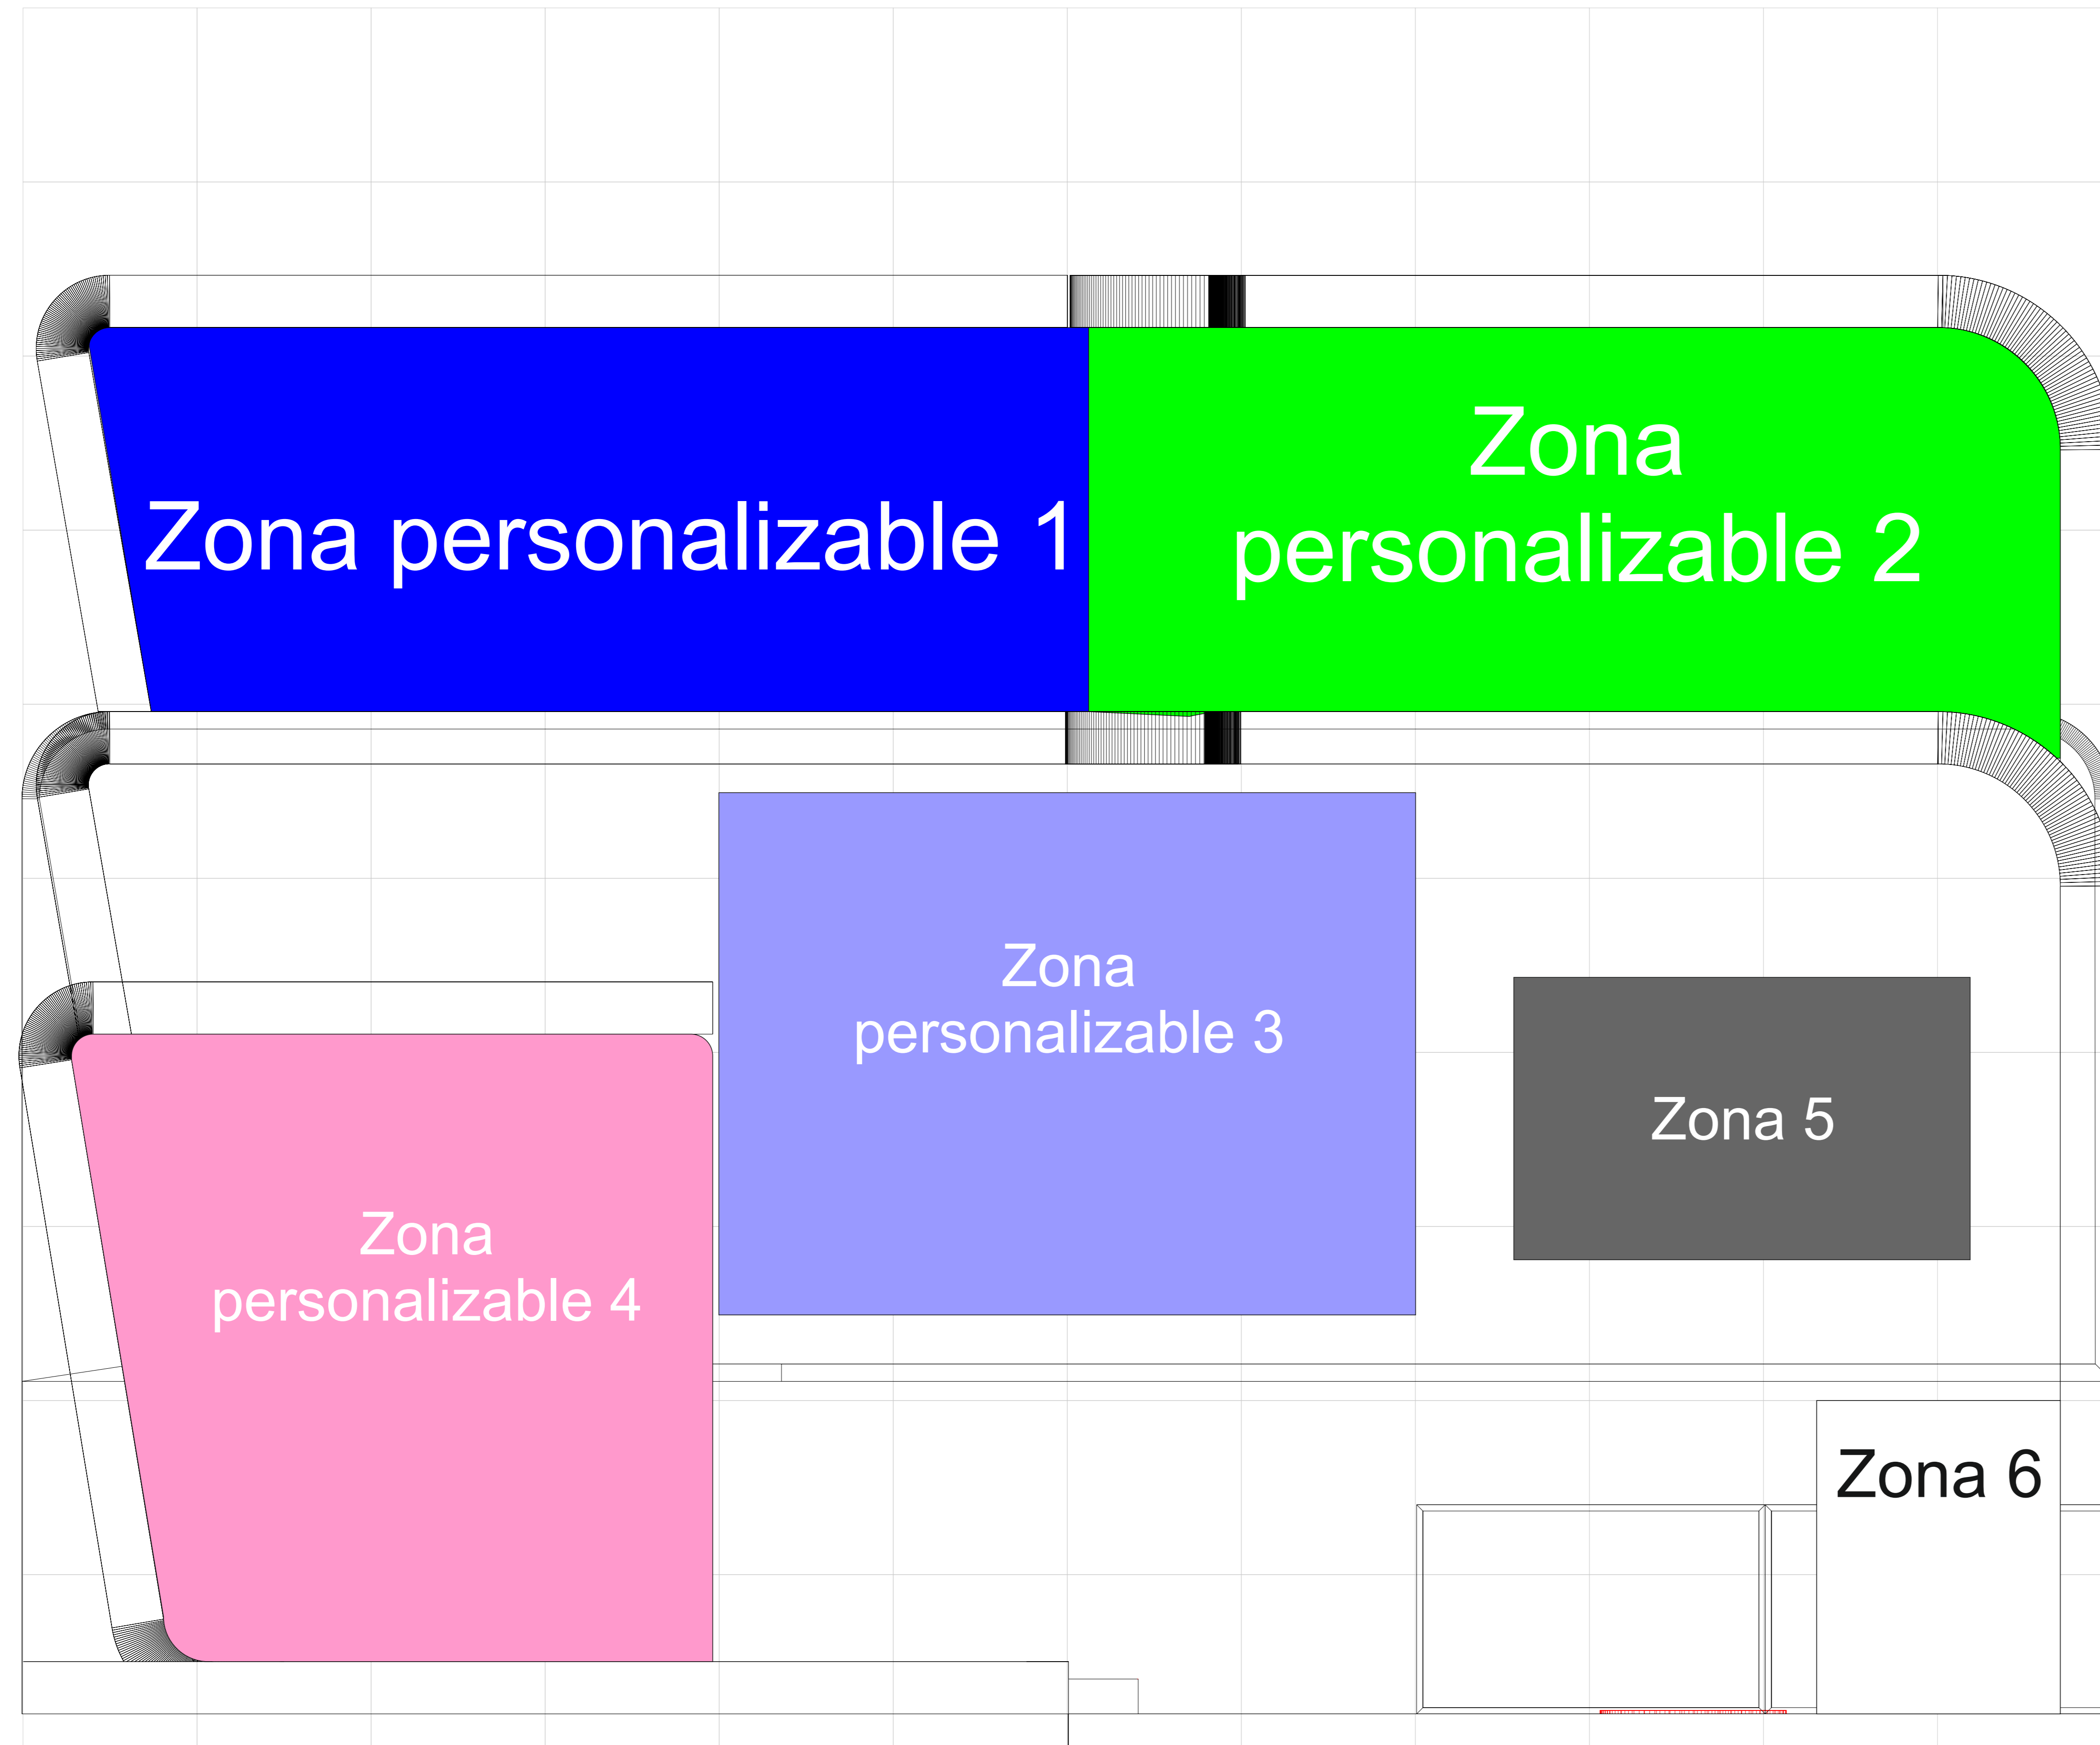 Zona personalizable 1
Zona
personalizable 2
Zona
personalizable 3
Zona 5
Zona
personalizable 4
Zona 6